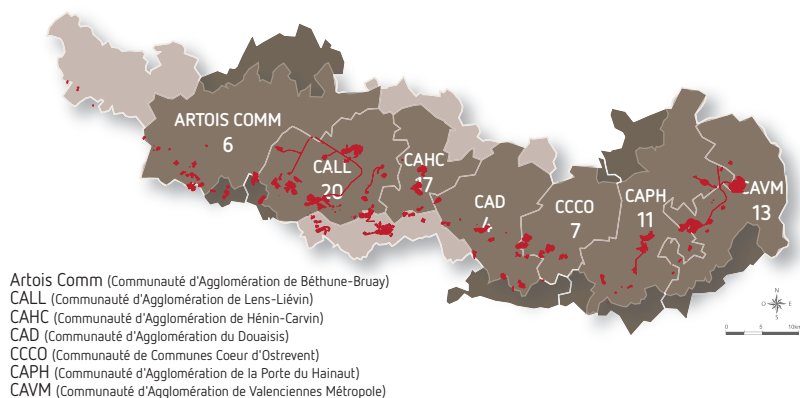 ARTOIS COMM
6
CALL
20
CAHC
17
CAD
4
CCCO
7
CAPH
11
CAVM
13
Artois Comm (Communauté d'Agglomération de Béthune-Bruay)
CALL (Communauté d'Agglomération de Lens-Liévin)
CAHC (Communauté d'Agglomération de Hénin-Carvin)
CAD (Communauté d'Agglomération du Douaisis)
CCCO (Communauté de Communes Coeur d'Ostrevent)
CAPH (Communauté d'Agglomération de la Porte du Hainaut)
CAVM (Communauté d'Agglomération de Valenciennes Métropole)
N
O E
S
0 5 10km